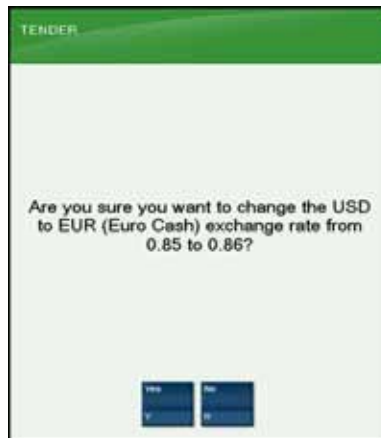 TENDER
Are you sure you want to change the USD
to EUR (Euro Cash) exchange rate from
0.85 to 0.86?
Yes No
Y N